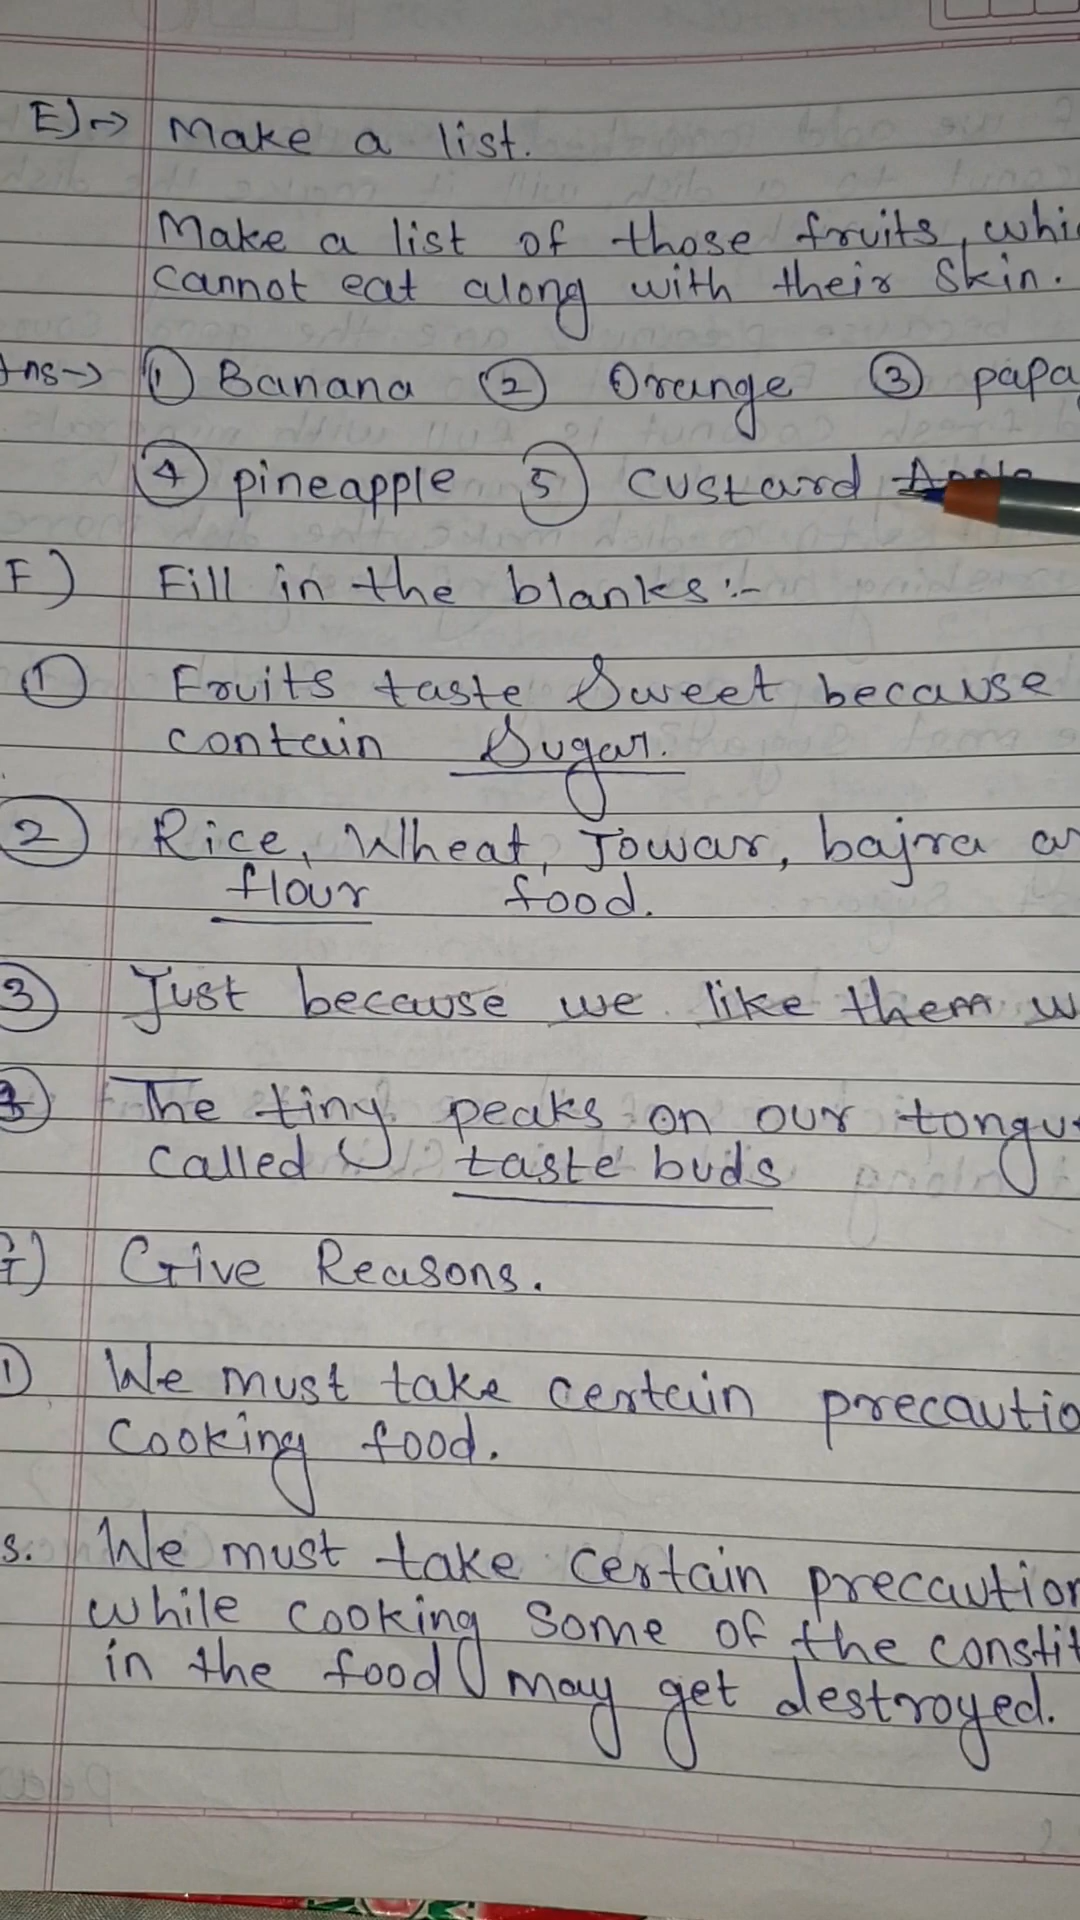 E)→ Make a list.
Make a list of those fruits, whi
cannot eat along with their skin.
Ans→ ① Banana ② Orange ③ papa
④ pineapple ⑤ custard
F) Fill in the blanks:-
① Fruits taste Sweet because
contain Sugar.
② Rice, Wheat, Jowar, bajra ar
flour food.
③ Just because we like them w
The tiny peaks on our tongu
called taste buds
Give Reasons.
① We must take certain precautio
cooking food.
s. We must take certain precaution
while cooking some of the constit
in the food may get destroyed.